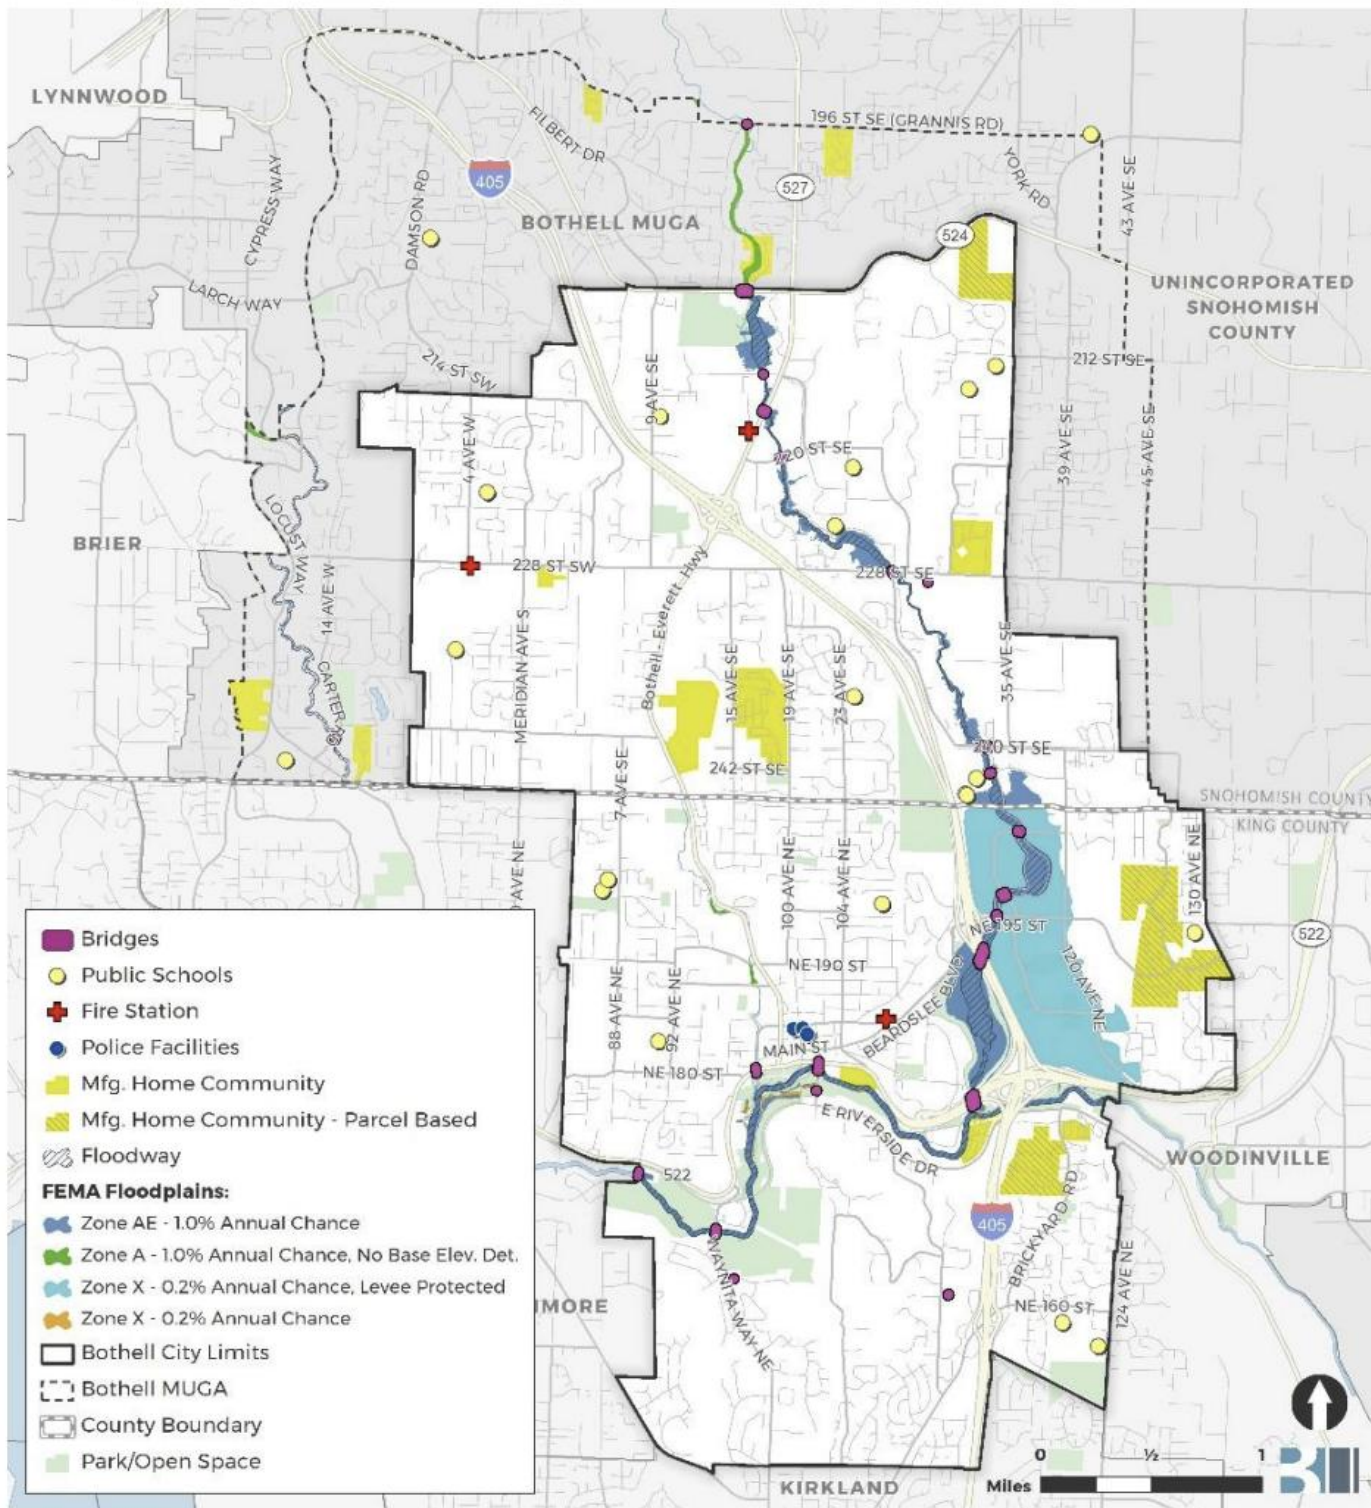 LYNNWOOD
196 ST SE (GRANNIS RD)
FILBERT DR
CYPRESS WAY
DAMSON RD
405
527
YORK RD
43 AVE SE
BOTHELL MUGA
524
LARCH WAY
UNINCORPORATED
SNOHOMISH
COUNTY
214 ST SW
9 AVE SE
212 ST SE
4 AVE W
39 AVE SE
45 AVE SE
220 ST SE
LOCUST WAY
BRIER
14 AVE W
228 ST SW
Bothell - Everett Hwy
228 ST SE
MERIDIAN AVE S
15 AVE SE
19 AVE SE
23 AVE SE
35 AVE SE
240 ST SE
242 ST SE
7 AVE SE
SNOHOMISH COUNTY
KING COUNTY
100 AVE NE
104 AVE NE
130 AVE NE
522
NE 195 ST
120 AVE NE
NE 190 ST
88 AVE NE
92 AVE NE
BEARDSLEE BLVD
MAIN ST
NE 180 ST
E RIVERSIDE DR
522
WOODINVILLE
405
BRICKYARD RD
WAYNITA WAY NE
NE 160 ST
124 AVE NE
KIRKLAND
Bridges
Public Schools
Fire Station
Police Facilities
Mfg. Home Community
Mfg. Home Community - Parcel Based
Floodway
FEMA Floodplains:
Zone AE - 1.0% Annual Chance
Zone A - 1.0% Annual Chance, No Base Elev. Det.
Zone X - 0.2% Annual Chance, Levee Protected
Zone X - 0.2% Annual Chance
Bothell City Limits
Bothell MUGA
County Boundary
Park/Open Space
0 ½ 1
Miles